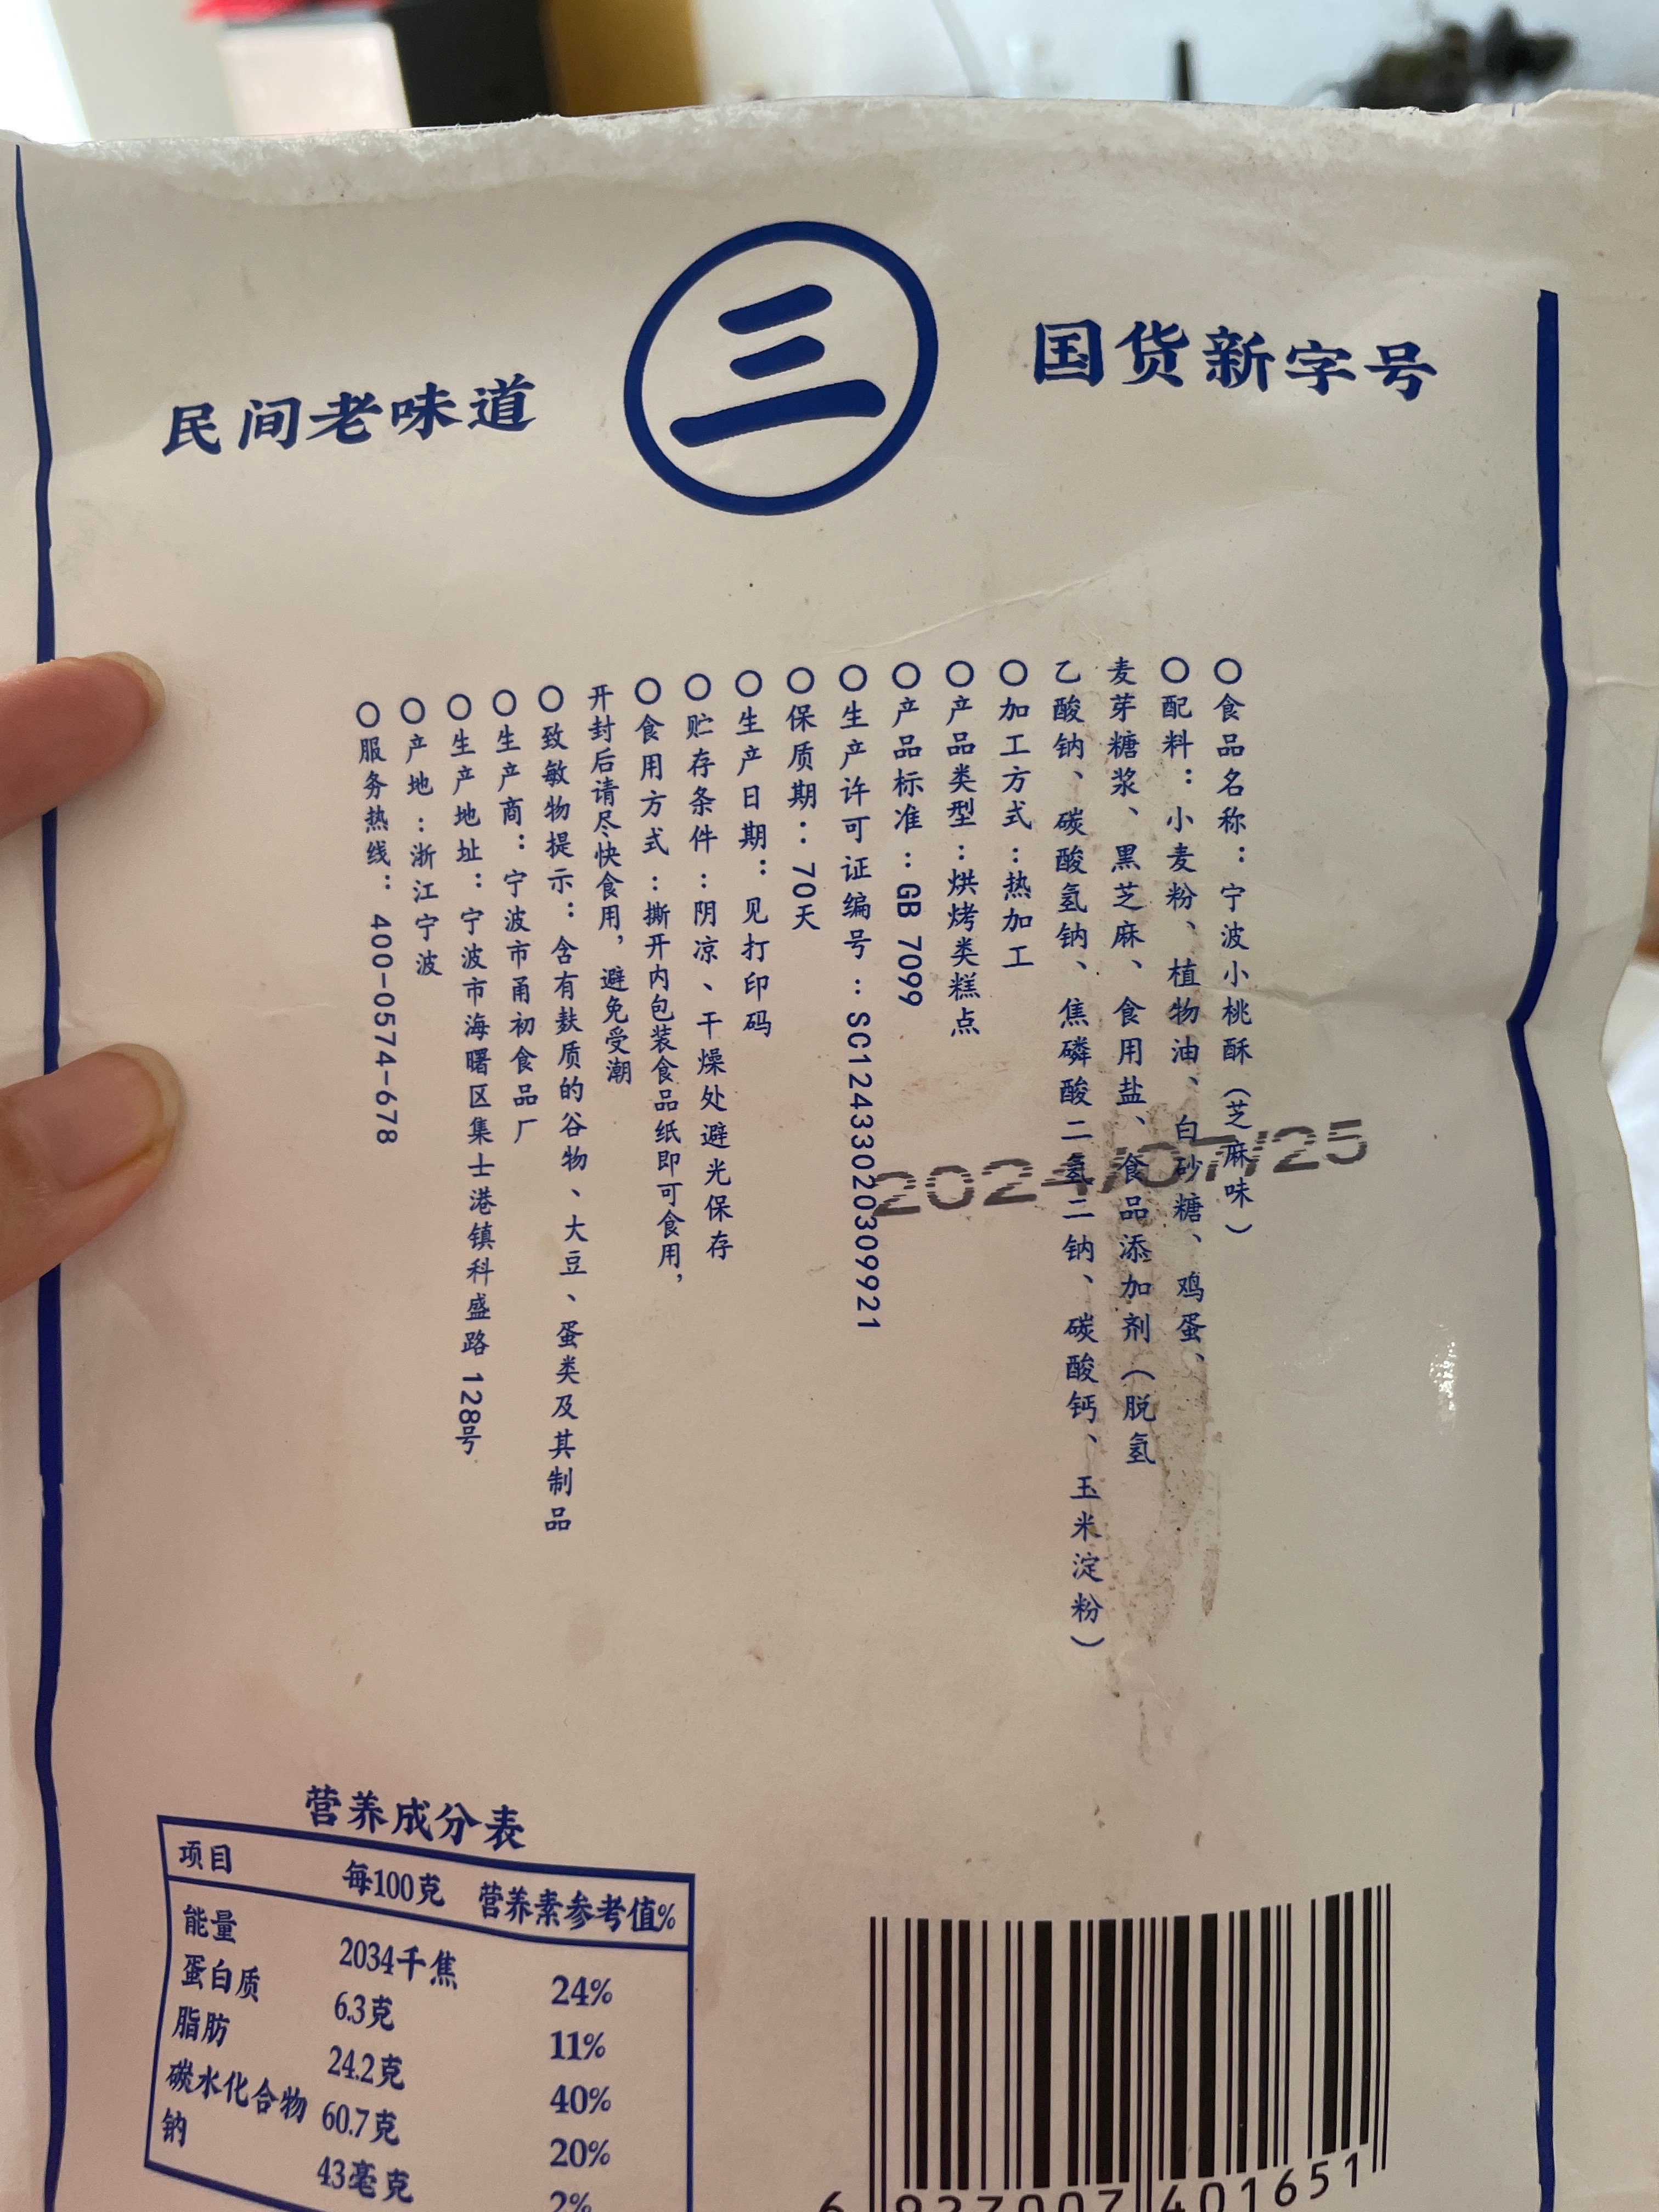 民间老味道
三
国货新字号
○食品名称：宁波小桃酥（芝麻味）
○配料：小麦粉、植物油、白砂糖、鸡蛋、
麦芽糖浆、黑芝麻、食用盐、食品添加剂（脱氢
乙酸钠、碳酸氢钠、焦磷酸二氢二钠、碳酸钙、玉米淀粉）
○加工方式：热加工
○产品类型：烘烤类糕点
○产品标准：GB 7099
○生产许可证编号：SC12433020309921
○保质期：70天
○生产日期：见打印码
○贮存条件：阴凉、干燥处避光保存
○食用方式：撕开内包装食品纸即可食用，
开封后请尽快食用，避免受潮
○致敏物提示：含有麸质的谷物、大豆、蛋类及其制品
○生产商：宁波市甬初食品厂
○生产地址：宁波市海曙区集士港镇科盛路128号
○产地：浙江宁波
○服务热线：400-0574-678
2024/07/25
营养成分表
项目 每100克 营养素参考值%
能量 2034千焦 24%
蛋白质 6.3克 11%
脂肪 24.2克 40%
碳水化合物 60.7克 20%
钠 43毫克 2%
6 927007 401651